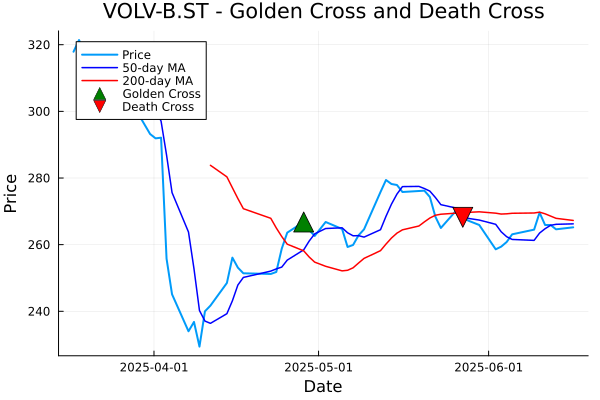 VOLV-B.ST - Golden Cross and Death Cross
Price
50-day MA
200-day MA
Golden Cross
Death Cross
320
300
280
260
240
Price
2025-04-01
2025-05-01
2025-06-01
Date